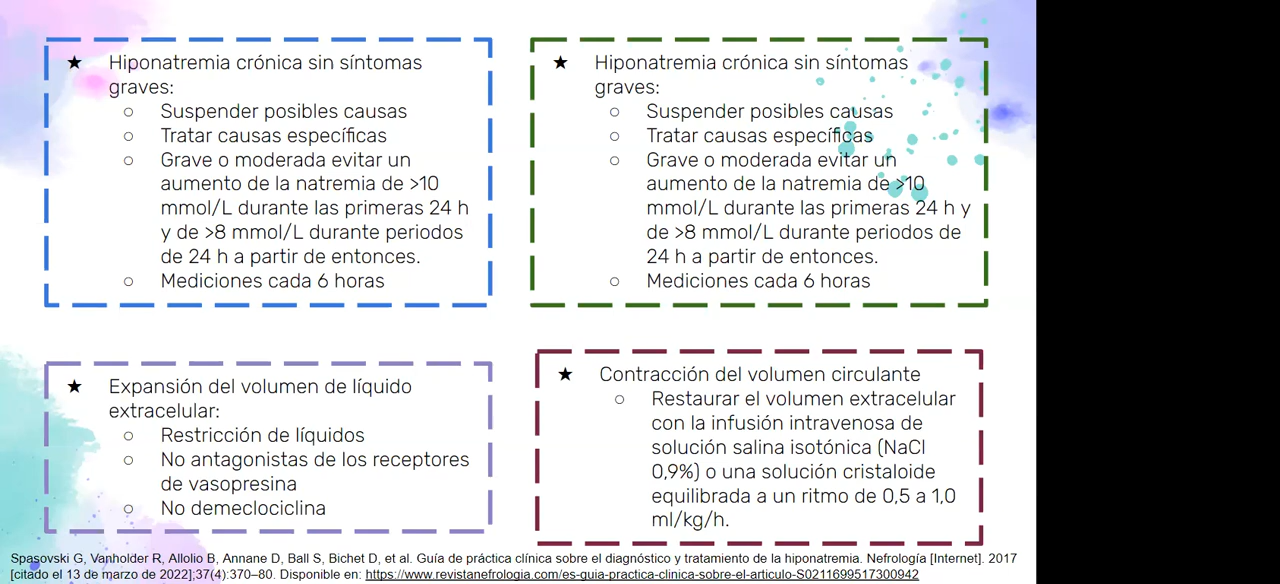 ★ Hiponatremia crónica sin síntomas
graves:
○ Suspender posibles causas
○ Tratar causas específicas
○ Grave o moderada evitar un
aumento de la natremia de >10
mmol/L durante las primeras 24 h
y de >8 mmol/L durante periodos
de 24 h a partir de entonces.
○ Mediciones cada 6 horas
★ Hiponatremia crónica sin síntomas
graves:
○ Suspender posibles causas
○ Tratar causas específicas
○ Grave o moderada evitar un
aumento de la natremia de >10
mmol/L durante las primeras 24 h y
de >8 mmol/L durante periodos de
24 h a partir de entonces.
○ Mediciones cada 6 horas
★ Expansión del volumen de líquido
extracelular:
○ Restricción de líquidos
○ No antagonistas de los receptores
de vasopresina
○ No demeclociclina
★ Contracción del volumen circulante
○ Restaurar el volumen extracelular
con la infusión intravenosa de
solución salina isotónica (NaCl
0,9%) o una solución cristaloide
equilibrada a un ritmo de 0,5 a 1,0
ml/kg/h.
Spasovski G, Vanholder R, Allolio B, Annane D, Ball S, Bichet D, et al. Guía de práctica clínica sobre el diagnóstico y tratamiento de la hiponatremia. Nefrología [Internet]. 2017
[citado el 13 de marzo de 2022];37(4):370–80. Disponible en: https://www.revistanefrologia.com/es-guia-practica-clinica-sobre-el-articulo-S0211699517300942